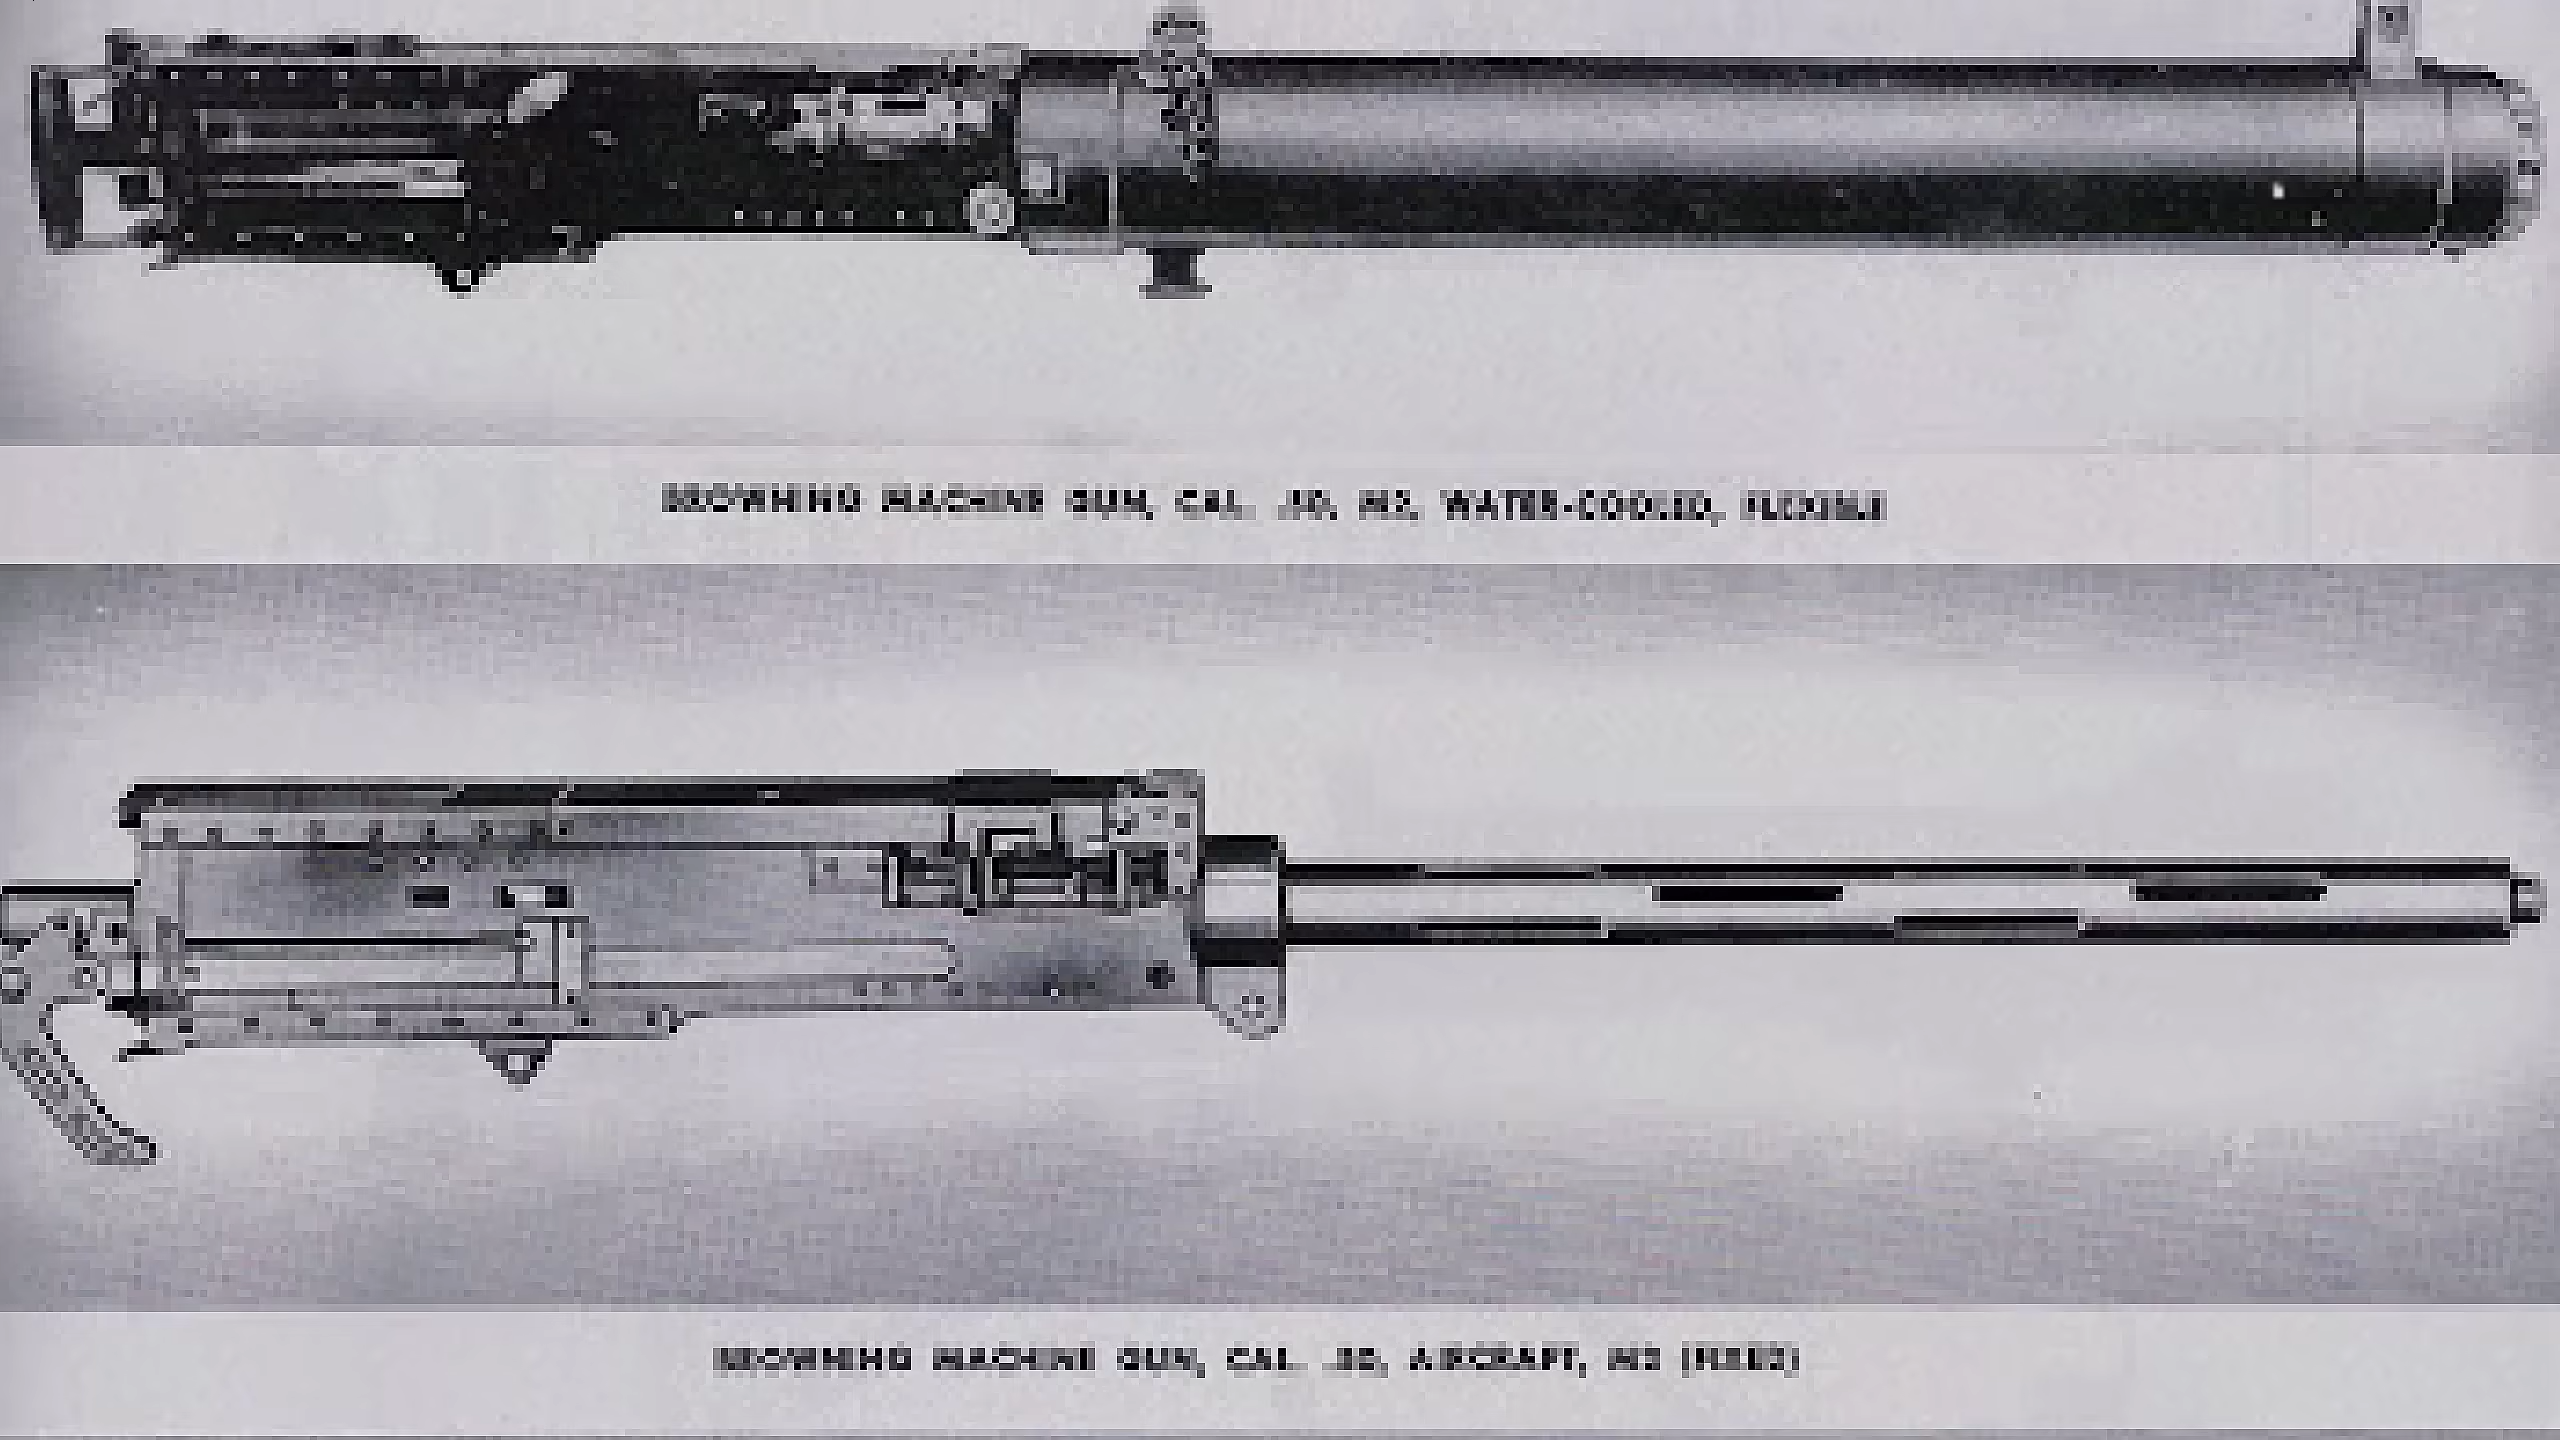 BROWNING MACHINE GUN, CAL. .50, M2, WATER-COOLED, FLEXIBLE
BROWNING MACHINE GUN, CAL. .50, AIRCRAFT, M2 (FIXED)